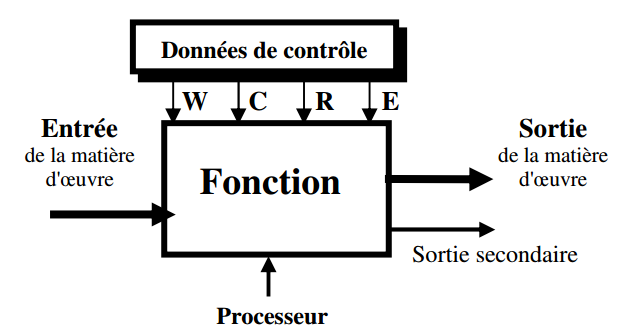 Données de contrôle
W C R E
Entrée
de la matière
d'œuvre
Fonction
Sortie
de la matière
d'œuvre
Sortie secondaire
Processeur